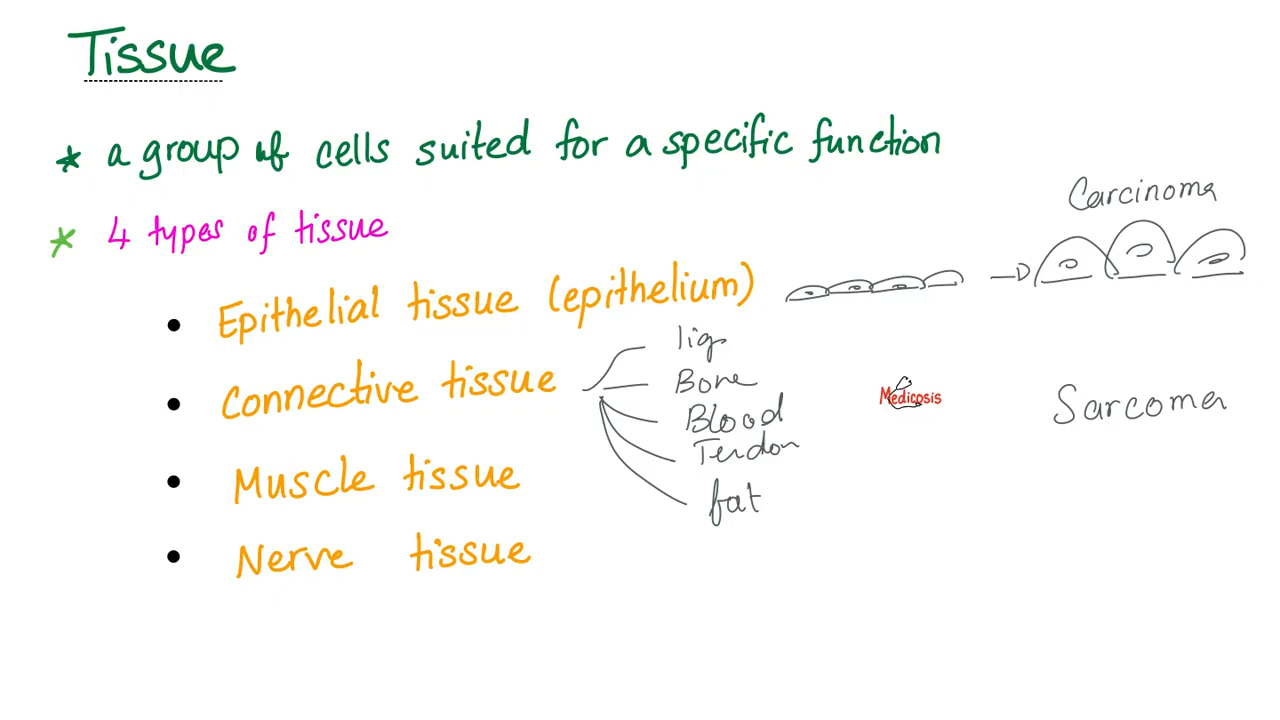 Tissue
* a group of cells suited for a specific function
* 4 types of tissue
Carcinoma
• Epithelial tissue (epithelium)
• Connective tissue
lig
Bone
Blood
Tendon
fat
Medicosis
Sarcoma
• Muscle tissue
• Nerve tissue